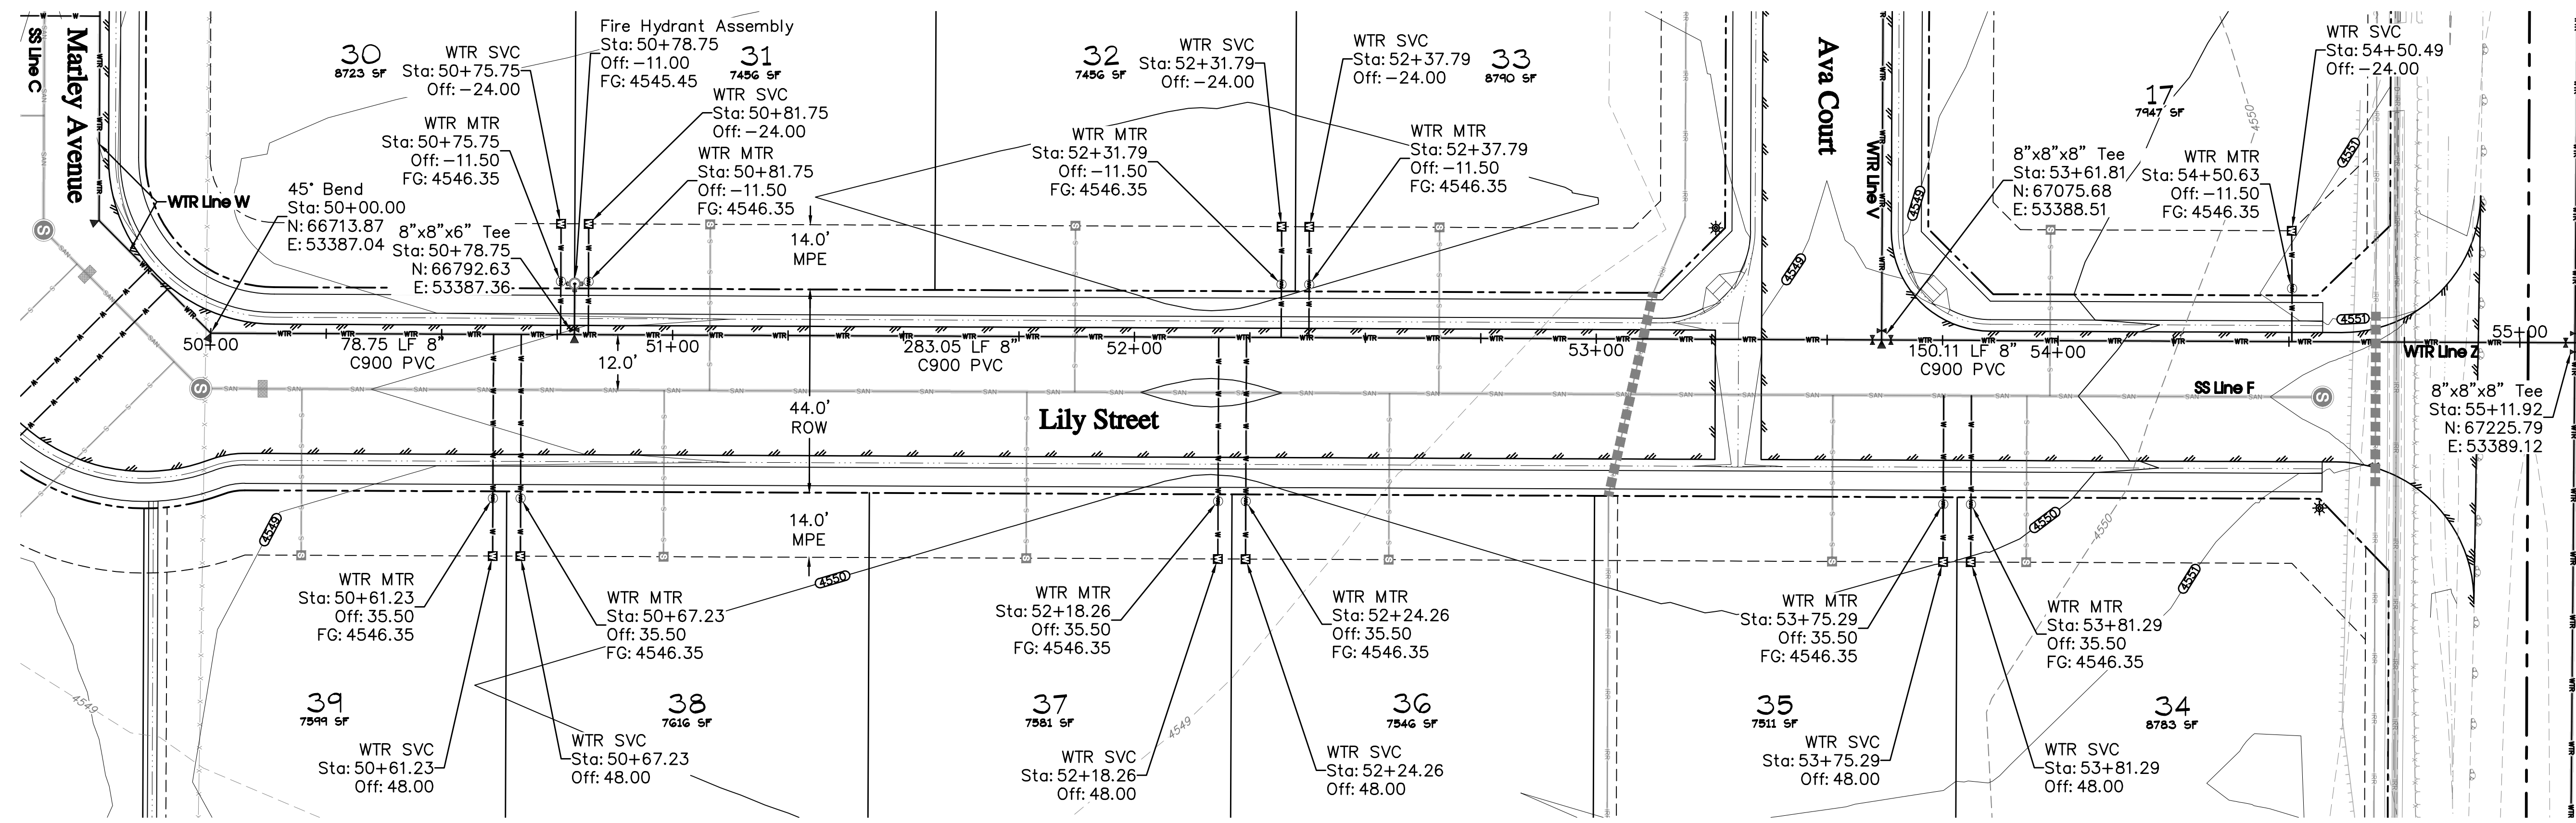 SS Line C
Marley Avenue
30
8723 SF
WTR SVC
Sta: 50+75.75
Off: -24.00
Fire Hydrant Assembly
Sta: 50+78.75
Off: -11.00
FG: 4545.45
31
7456 SF
WTR SVC
Sta: 50+81.75
Off: -24.00
WTR MTR
Sta: 50+75.75
Off: -11.50
FG: 4546.35
WTR MTR
Sta: 50+81.75
Off: -11.50
FG: 4546.35
WTR Line W
45° Bend
Sta: 50+00.00
N: 66713.87
E: 53387.04
8"x8"x6" Tee
Sta: 50+78.75
N: 66792.63
E: 53387.36
14.0'
MPE
32
7456 SF
WTR SVC
Sta: 52+31.79
Off: -24.00
WTR SVC
Sta: 52+37.79
Off: -24.00
33
8790 SF
WTR MTR
Sta: 52+31.79
Off: -11.50
FG: 4546.35
WTR MTR
Sta: 52+37.79
Off: -11.50
FG: 4546.35
Ava Court
WTR Line V
4549
4549
17
7947 SF
4550
WTR SVC
Sta: 54+50.49
Off: -24.00
4551
8"x8"x8" Tee
Sta: 53+61.81
N: 67075.68
E: 53388.51
WTR MTR
Sta: 54+50.63
Off: -11.50
FG: 4546.35
4551
50+00
78.75 LF 8"
C900 PVC
12.0'
51+00
283.05 LF 8"
C900 PVC
52+00
53+00
150.11 LF 8"
C900 PVC
54+00
WTR Line Z
55+00
SS Line F
8"x8"x8" Tee
Sta: 55+11.92
N: 67225.79
E: 53389.12
44.0'
ROW
Lily Street
14.0'
MPE
4549
4550
4550
4550
4551
WTR MTR
Sta: 50+61.23
Off: 35.50
FG: 4546.35
WTR MTR
Sta: 50+67.23
Off: 35.50
FG: 4546.35
WTR MTR
Sta: 52+18.26
Off: 35.50
FG: 4546.35
WTR MTR
Sta: 52+24.26
Off: 35.50
FG: 4546.35
WTR MTR
Sta: 53+75.29
Off: 35.50
FG: 4546.35
WTR MTR
Sta: 53+81.29
Off: 35.50
FG: 4546.35
4549
39
7599 SF
38
7616 SF
37
7581 SF
4549
36
7546 SF
35
7511 SF
34
8783 SF
WTR SVC
Sta: 50+61.23
Off: 48.00
WTR SVC
Sta: 50+67.23
Off: 48.00
WTR SVC
Sta: 52+18.26
Off: 48.00
WTR SVC
Sta: 52+24.26
Off: 48.00
WTR SVC
Sta: 53+75.29
Off: 48.00
WTR SVC
Sta: 53+81.29
Off: 48.00